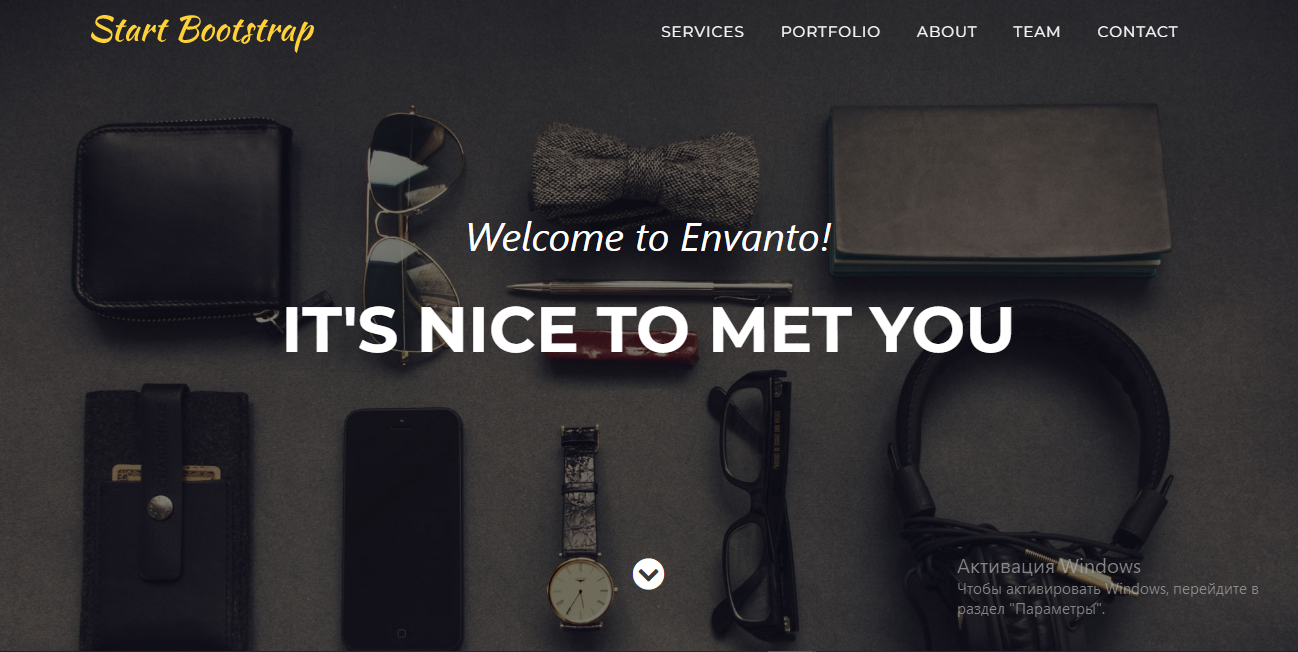 Start Bootstrap
SERVICES PORTFOLIO ABOUT TEAM CONTACT
Welcome to Envanto!
IT'S NICE TO MET YOU
Активация Windows
Чтобы активировать Windows, перейдите в
раздел "Параметры".